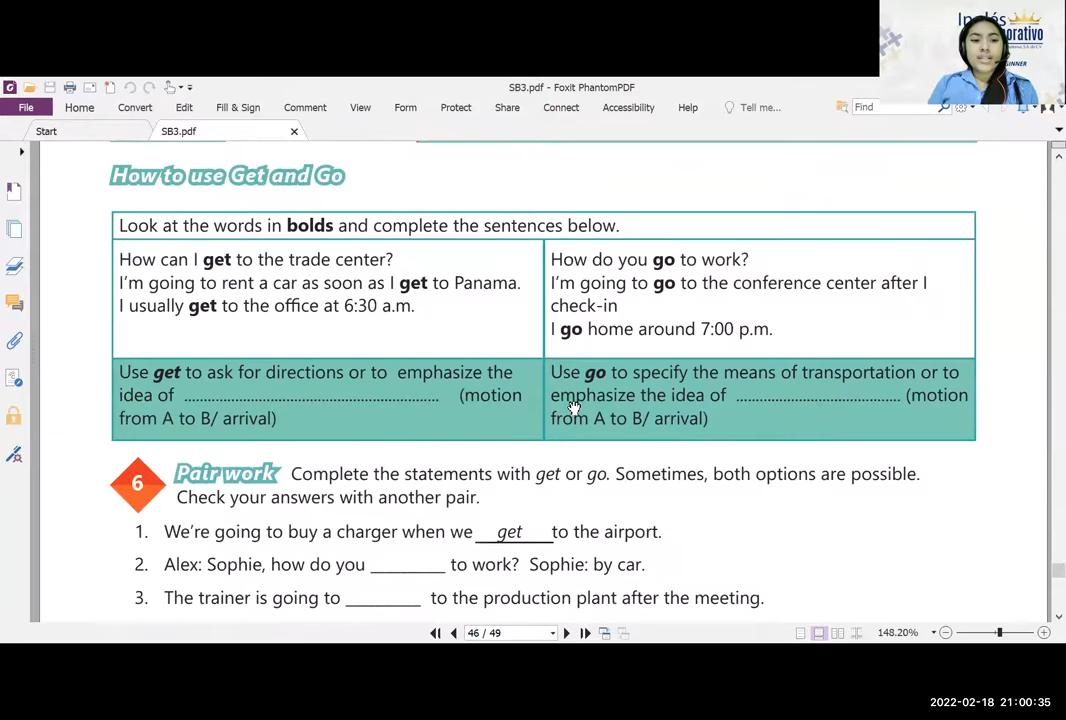 Inglés
orativo
INNER
SB3.pdf - Foxit PhantomPDF
File Home Convert Edit Fill & Sign Comment View Form Protect Share Connect Accessibility Help Tell me... Find
Start SB3.pdf
How to use Get and Go
Look at the words in bolds and complete the sentences below.
How can I get to the trade center?
I'm going to rent a car as soon as I get to Panama.
I usually get to the office at 6:30 a.m.
How do you go to work?
I'm going to go to the conference center after I
check-in
I go home around 7:00 p.m.
Use get to ask for directions or to emphasize the
idea of ........................................................ (motion
from A to B/ arrival)
Use go to specify the means of transportation or to
emphasize the idea of .................................... (motion
from A to B/ arrival)
6 Pair work Complete the statements with get or go. Sometimes, both options are possible.
Check your answers with another pair.
1. We're going to buy a charger when we __get__ to the airport.
2. Alex: Sophie, how do you ________ to work? Sophie: by car.
3. The trainer is going to ________ to the production plant after the meeting.
46 / 49
148.20%
2022-02-18 21:00:35